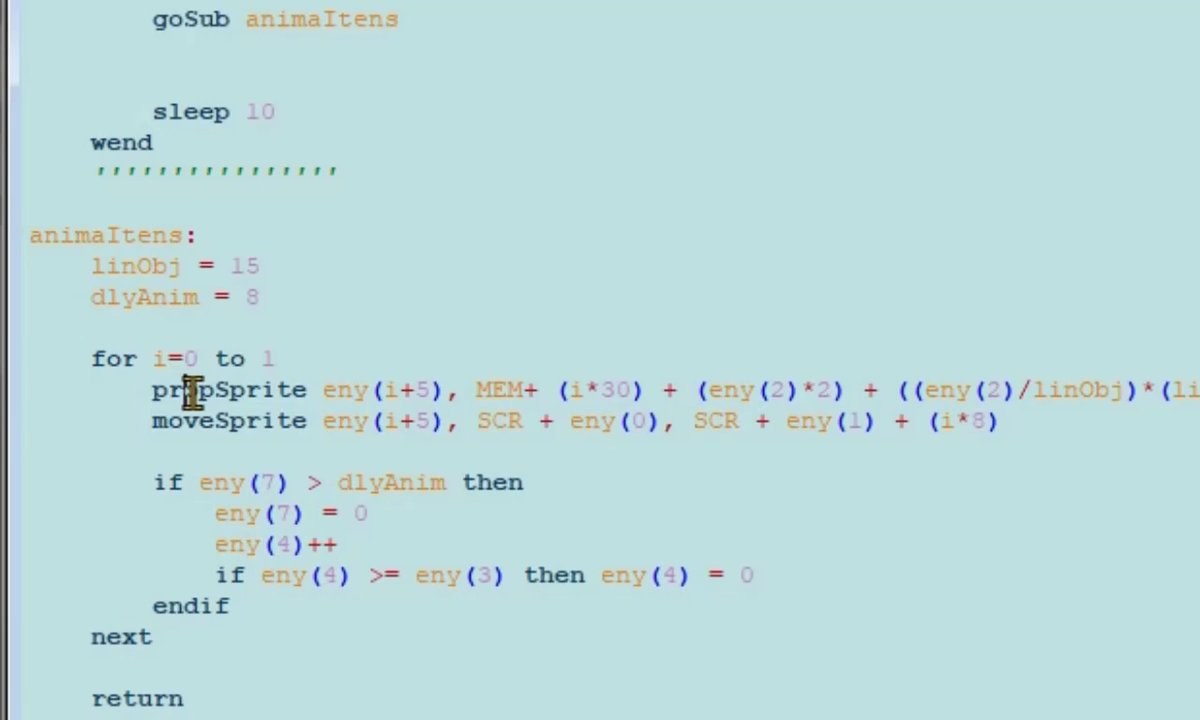 goSub animaItens
sleep 10
wend
''''''''''''''''
animaItens:
linObj = 15
dlyAnim = 8
for i=0 to 1
propSprite eny(i+5), MEM+ (i*30) + (eny(2)*2) + ((eny(2)/linObj)*(li
moveSprite eny(i+5), SCR + eny(0), SCR + eny(1) + (i*8)
if eny(7) > dlyAnim then
eny(7) = 0
eny(4)++
if eny(4) >= eny(3) then eny(4) = 0
endif
next
return